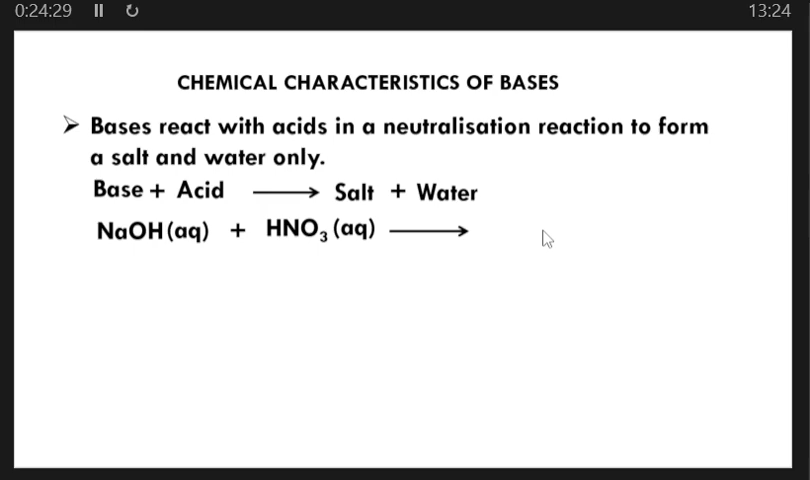 0:24:29 13:24
CHEMICAL CHARACTERISTICS OF BASES
➢ Bases react with acids in a neutralisation reaction to form
a salt and water only.
Base + Acid ⟶ Salt + Water
NaOH (aq) + HNO₃ (aq) ⟶